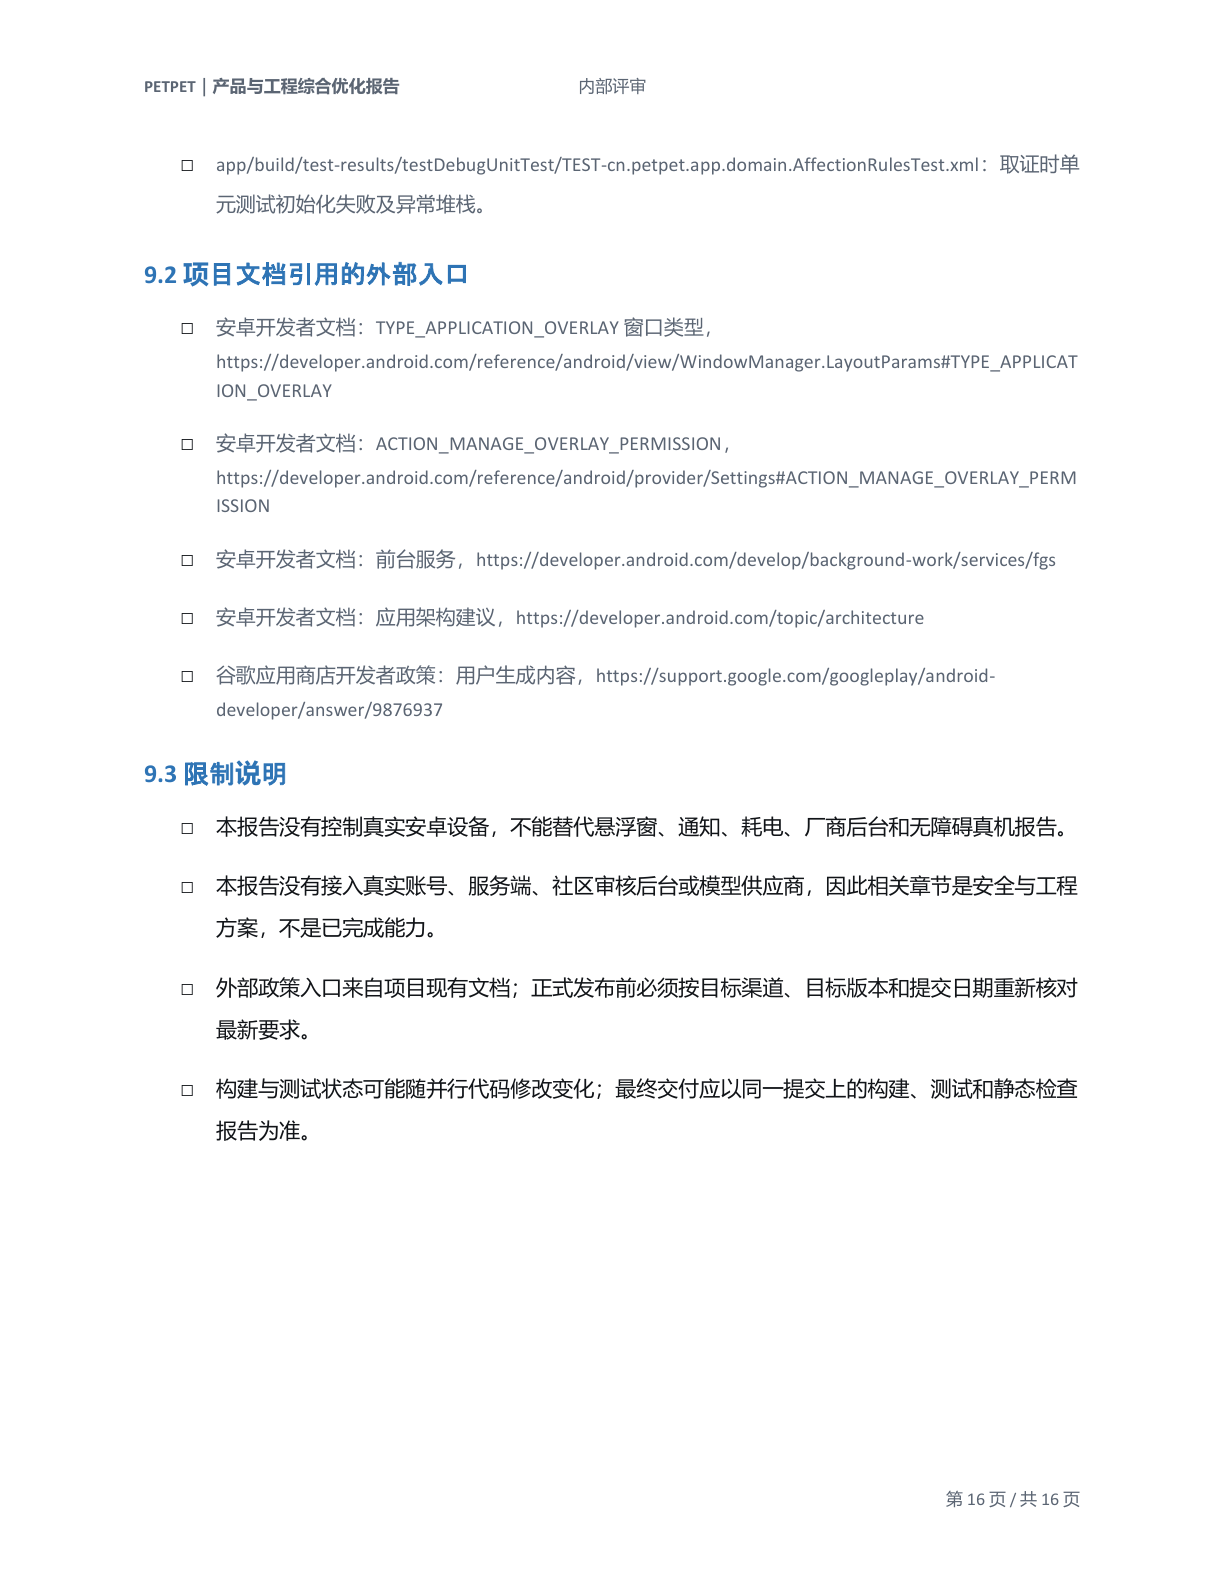 PETPET｜产品与工程综合优化报告 内部评审
□ app/build/test-results/testDebugUnitTest/TEST-cn.petpet.app.domain.AffectionRulesTest.xml：取证时单
元测试初始化失败及异常堆栈。
9.2 项目文档引用的外部入口
□ 安卓开发者文档：TYPE_APPLICATION_OVERLAY 窗口类型，
https://developer.android.com/reference/android/view/WindowManager.LayoutParams#TYPE_APPLICAT
ION_OVERLAY
□ 安卓开发者文档：ACTION_MANAGE_OVERLAY_PERMISSION，
https://developer.android.com/reference/android/provider/Settings#ACTION_MANAGE_OVERLAY_PERM
ISSION
□ 安卓开发者文档：前台服务，https://developer.android.com/develop/background-work/services/fgs
□ 安卓开发者文档：应用架构建议，https://developer.android.com/topic/architecture
□ 谷歌应用商店开发者政策：用户生成内容，https://support.google.com/googleplay/android-
developer/answer/9876937
9.3 限制说明
□ 本报告没有控制真实安卓设备，不能替代悬浮窗、通知、耗电、厂商后台和无障碍真机报告。
□ 本报告没有接入真实账号、服务端、社区审核后台或模型供应商，因此相关章节是安全与工程
方案，不是已完成能力。
□ 外部政策入口来自项目现有文档；正式发布前必须按目标渠道、目标版本和提交日期重新核对
最新要求。
□ 构建与测试状态可能随并行代码修改变化；最终交付应以同一提交上的构建、测试和静态检查
报告为准。
第 16 页 / 共 16 页